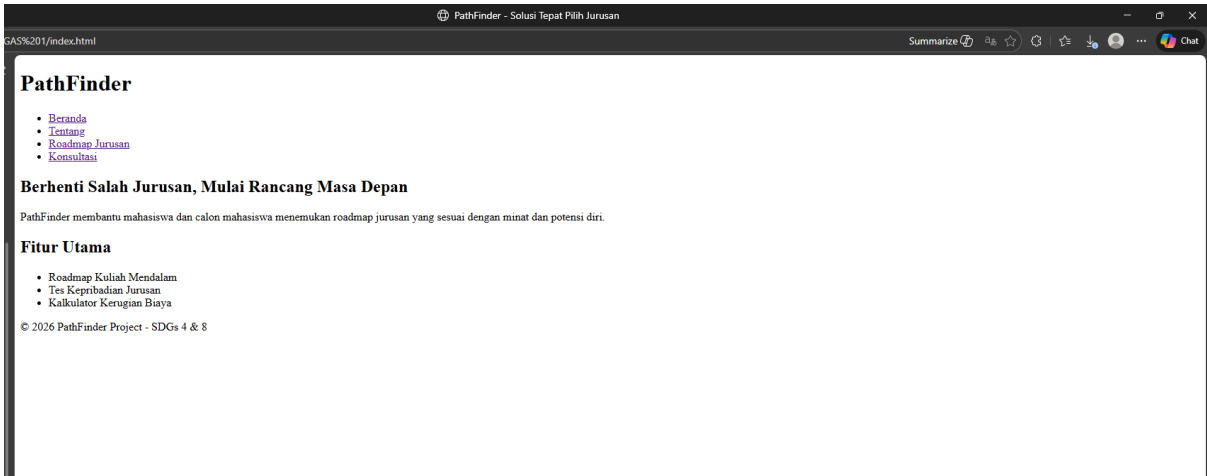 PathFinder - Solusi Tepat Pilih Jurusan
GAS%201/index.html
Summarize
Chat
PathFinder
Beranda
Tentang
Roadmap Jurusan
Konsultasi
Berhenti Salah Jurusan, Mulai Rancang Masa Depan
PathFinder membantu mahasiswa dan calon mahasiswa menemukan roadmap jurusan yang sesuai dengan minat dan potensi diri.
Fitur Utama
Roadmap Kuliah Mendalam
Tes Kepribadian Jurusan
Kalkulator Kerugian Biaya
© 2026 PathFinder Project - SDGs 4 & 8